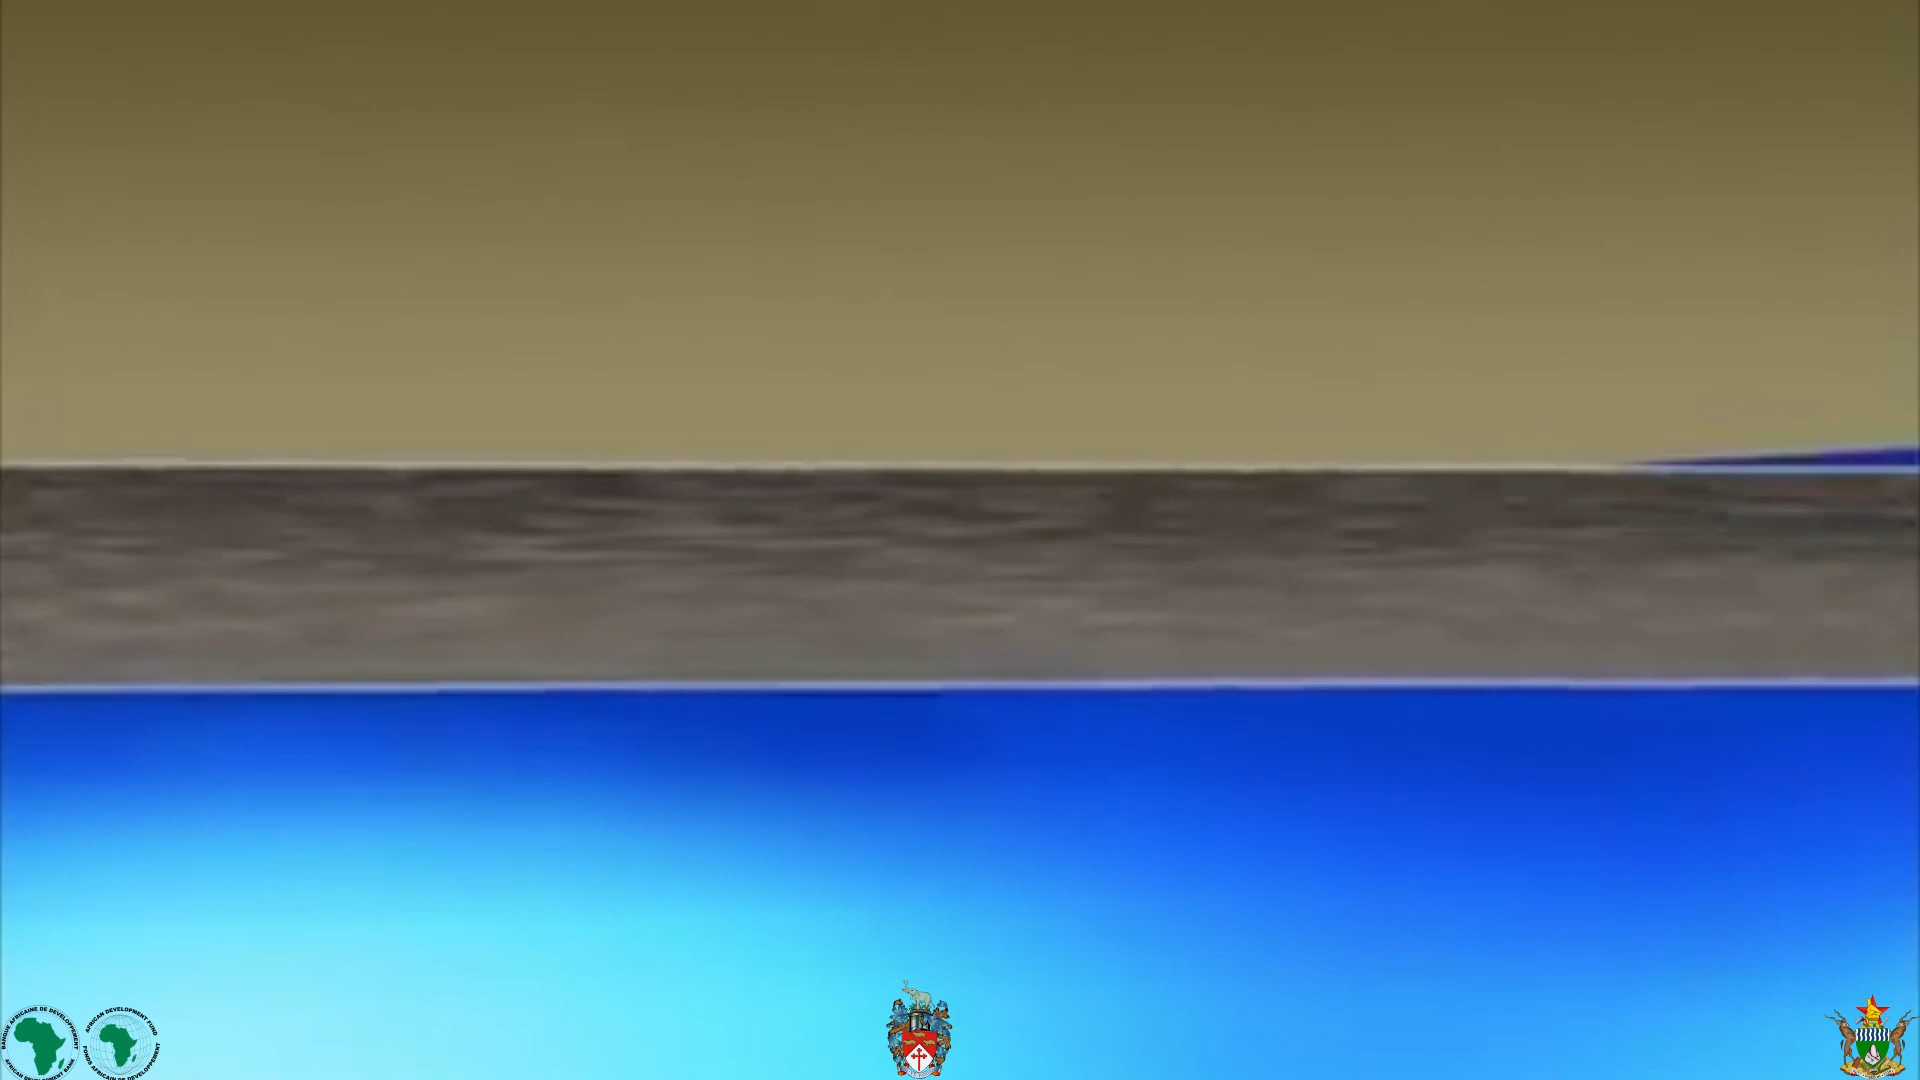 BANQUE AFRICAINE DE DEVELOPPEMENT
AFRICAN DEVELOPMENT BANK
AFRICAN DEVELOPMENT FUND
FONDS AFRICAIN DE DEVELOPPEMENT